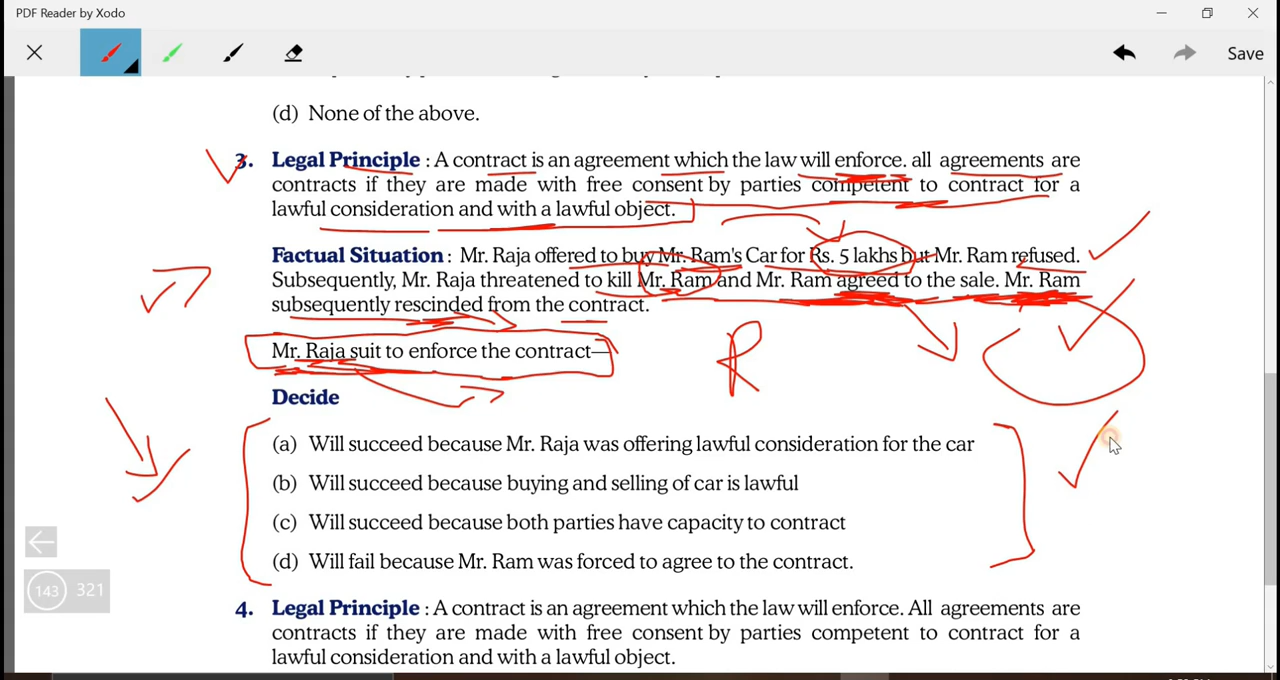 PDF Reader by Xodo
Save
(d) None of the above.
3. Legal Principle : A contract is an agreement which the law will enforce. all agreements are
contracts if they are made with free consent by parties competent to contract for a
lawful consideration and with a lawful object.
Factual Situation : Mr. Raja offered to buy Mr. Ram's Car for Rs. 5 lakhs but Mr. Ram refused.
Subsequently, Mr. Raja threatened to kill Mr. Ram and Mr. Ram agreed to the sale. Mr. Ram
subsequently rescinded from the contract.
Mr. Raja suit to enforce the contract—
R
Decide
(a) Will succeed because Mr. Raja was offering lawful consideration for the car
(b) Will succeed because buying and selling of car is lawful
(c) Will succeed because both parties have capacity to contract
(d) Will fail because Mr. Ram was forced to agree to the contract.
143 321
4. Legal Principle : A contract is an agreement which the law will enforce. All agreements are
contracts if they are made with free consent by parties competent to contract for a
lawful consideration and with a lawful object.